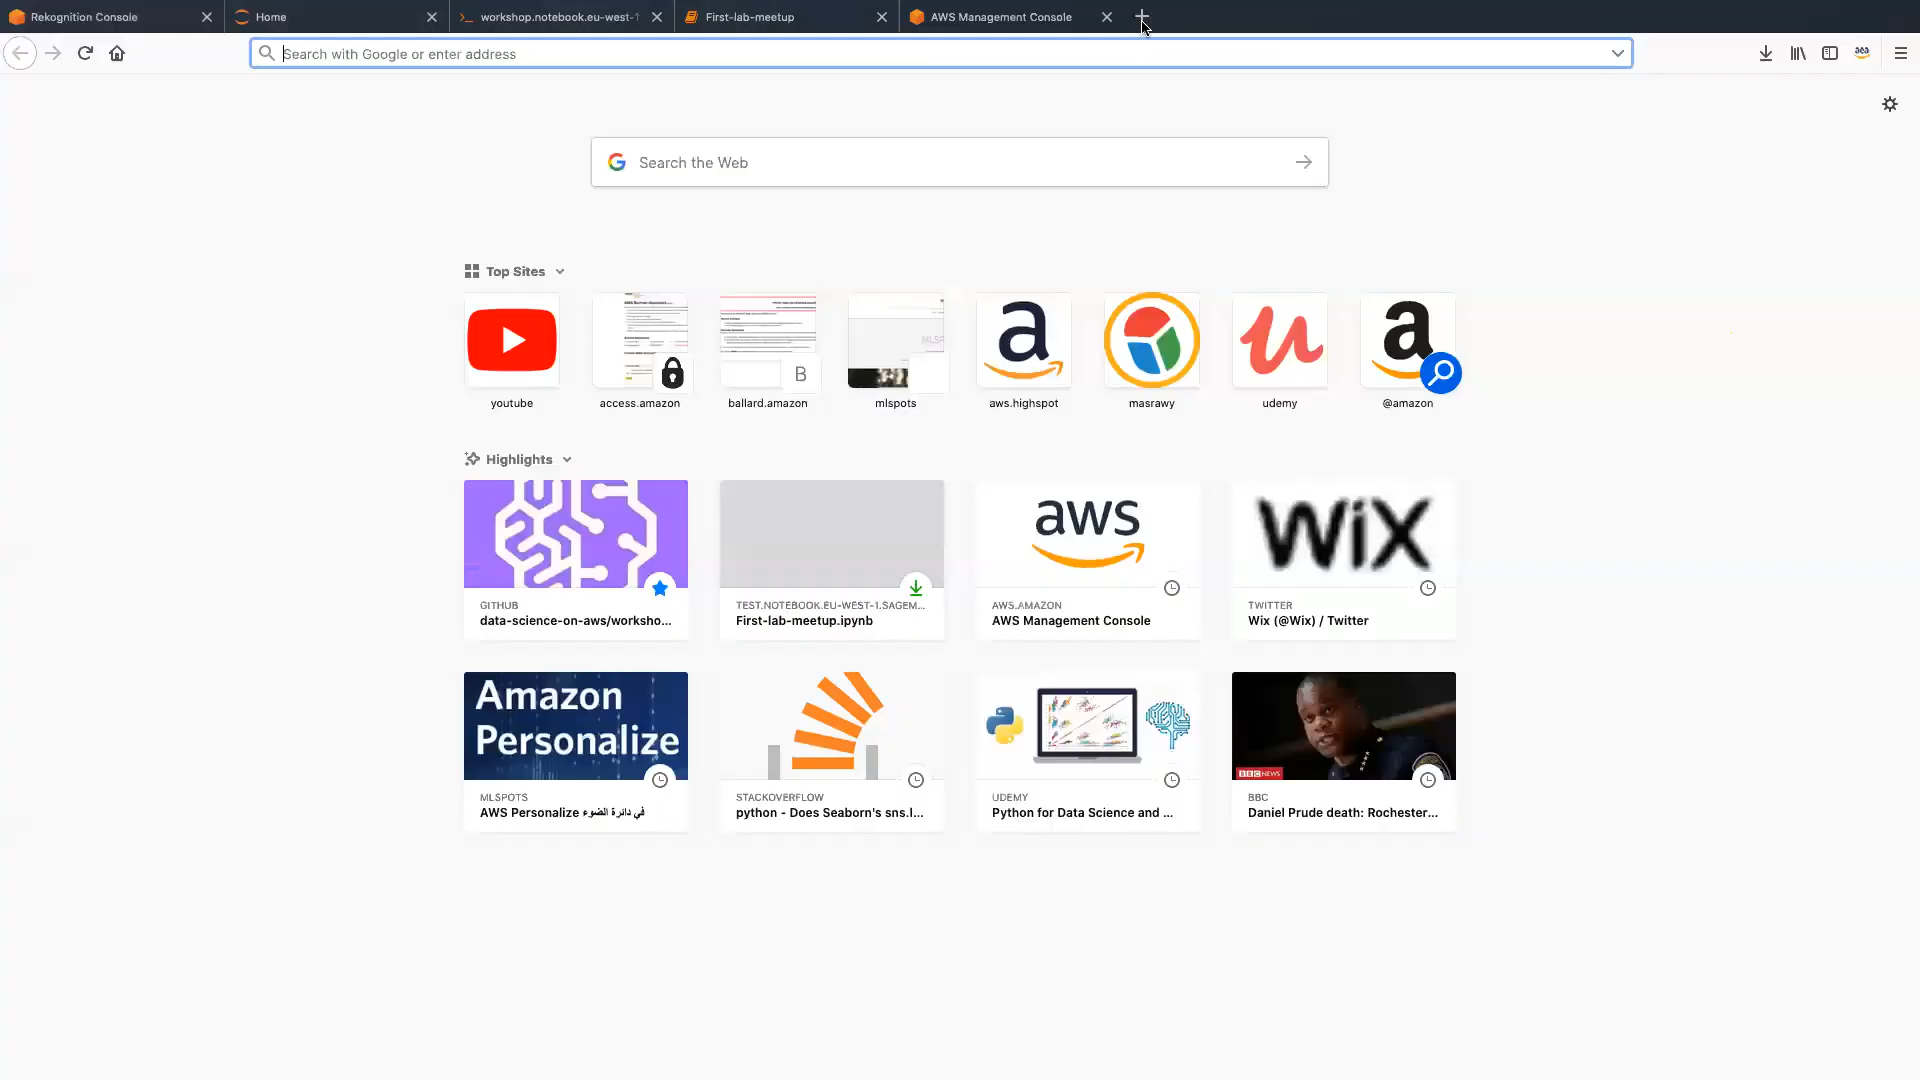 Rekognition Console
Home
workshop.notebook.eu-west-1
First-lab-meetup
AWS Management Console
Search with Google or enter address
Search the Web
Top Sites
youtube
access.amazon
B
ballard.amazon
mlspots
a
aws.highspot
masrawy
udemy
a
@amazon
Highlights
GITHUB
data-science-on-aws/worksho...
TEST.NOTEBOOK.EU-WEST-1.SAGEM...
First-lab-meetup.ipynb
aws
AWS.AMAZON
AWS Management Console
WiX
TWITTER
Wix (@Wix) / Twitter
Amazon
Personalize
MLSPOTS
AWS Personalize في دائرة الضوء
STACKOVERFLOW
python - Does Seaborn's sns.l...
UDEMY
Python for Data Science and ...
BBC NEWS
BBC
Daniel Prude death: Rochester...